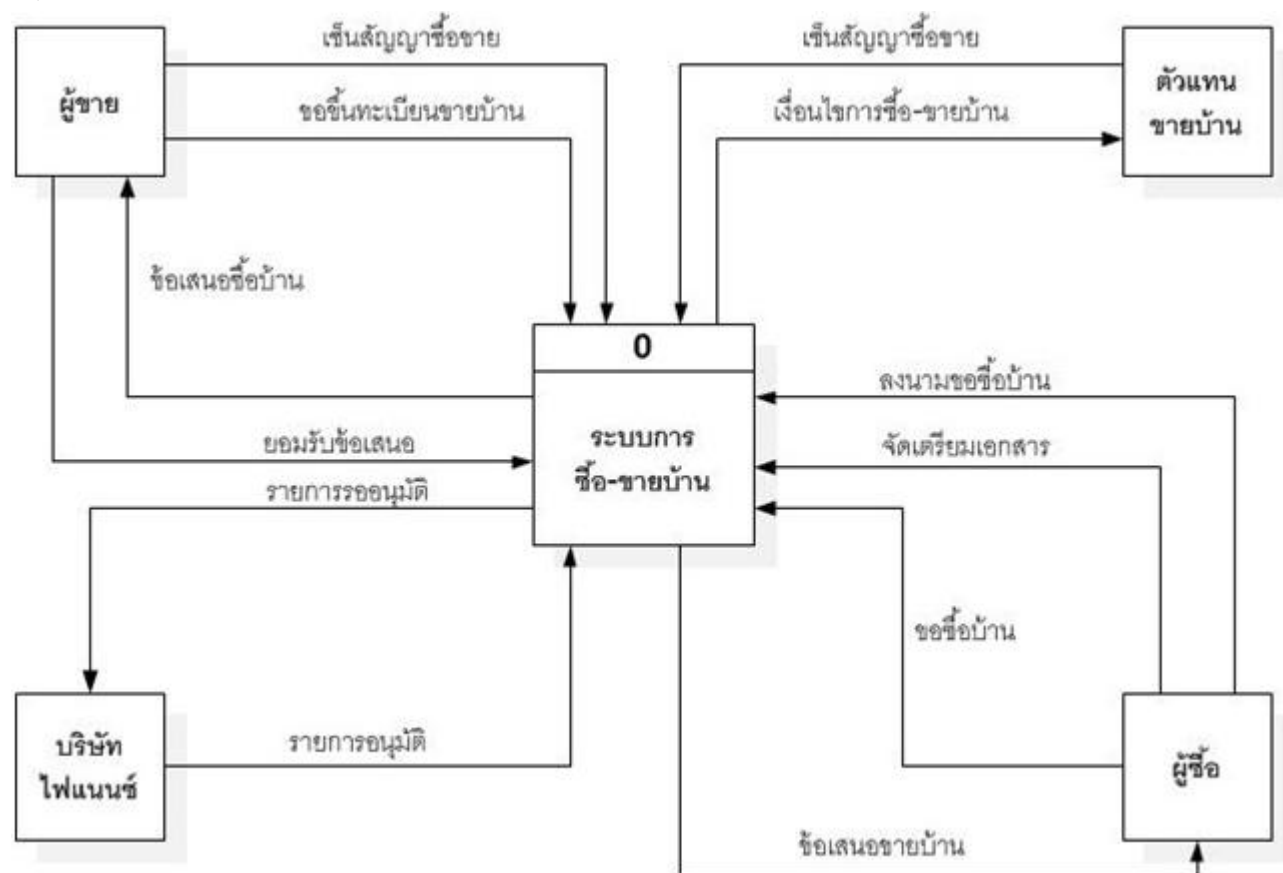 เซ็นสัญญาซื้อขาย
เซ็นสัญญาซื้อขาย
ผู้ขาย
ขอขึ้นทะเบียนขายบ้าน
เงื่อนไขการซื้อ-ขายบ้าน
ตัวแทน
ขายบ้าน
ข้อเสนอซื้อบ้าน
0
ระบบการ
ซื้อ-ขายบ้าน
ลงนามขอซื้อบ้าน
จัดเตรียมเอกสาร
ยอมรับข้อเสนอ
รายการรออนุมัติ
ขอซื้อบ้าน
บริษัท
ไฟแนนซ์
รายการอนุมัติ
ผู้ซื้อ
ข้อเสนอขายบ้าน